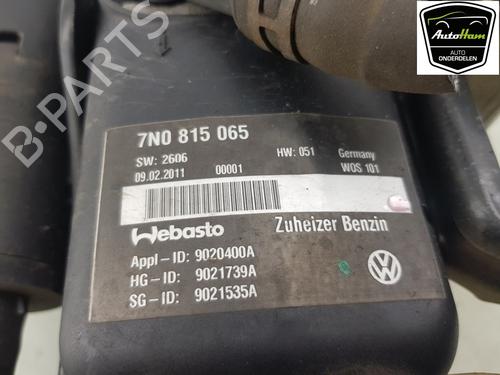 AutoHam
AUTO
ONDERDELEN
B-PARTS
7N0 815 065
SW: 2606 HW: 051 Germany
09.02.2011 00001 WOS 101
Webasto Zuheizer Benzin
Appl-ID: 9020400A
HG-ID: 9021739A
SG-ID: 9021535A